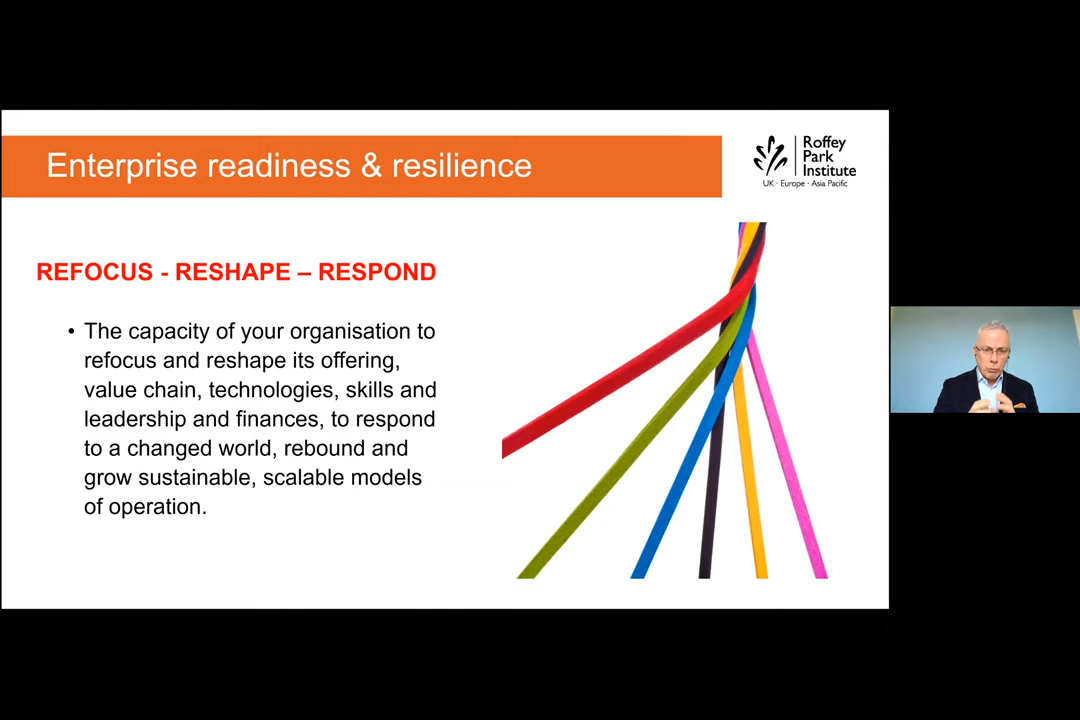 Enterprise readiness & resilience
Roffey
Park
Institute
UK · Europe · Asia Pacific
REFOCUS - RESHAPE – RESPOND
• The capacity of your organisation to
refocus and reshape its offering,
value chain, technologies, skills and
leadership and finances, to respond
to a changed world, rebound and
grow sustainable, scalable models
of operation.